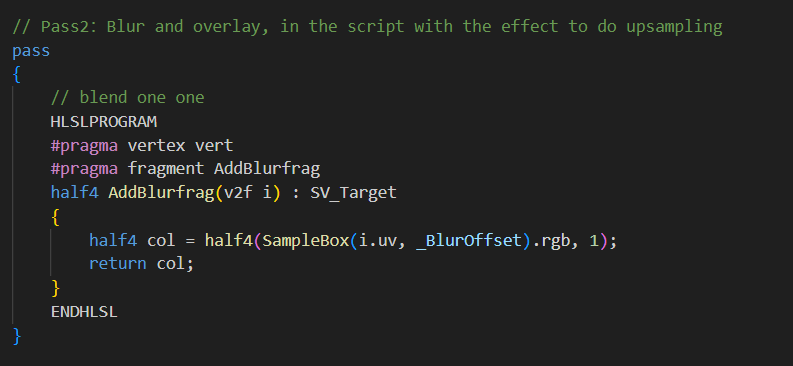 // Pass2: Blur and overlay, in the script with the effect to do upsampling
pass
{
    // blend one one
    HLSLPROGRAM
    #pragma vertex vert
    #pragma fragment AddBlurfrag
    half4 AddBlurfrag(v2f i) : SV_Target
    {
        half4 col = half4(SampleBox(i.uv, _BlurOffset).rgb, 1);
        return col;
    }
    ENDHLSL
}